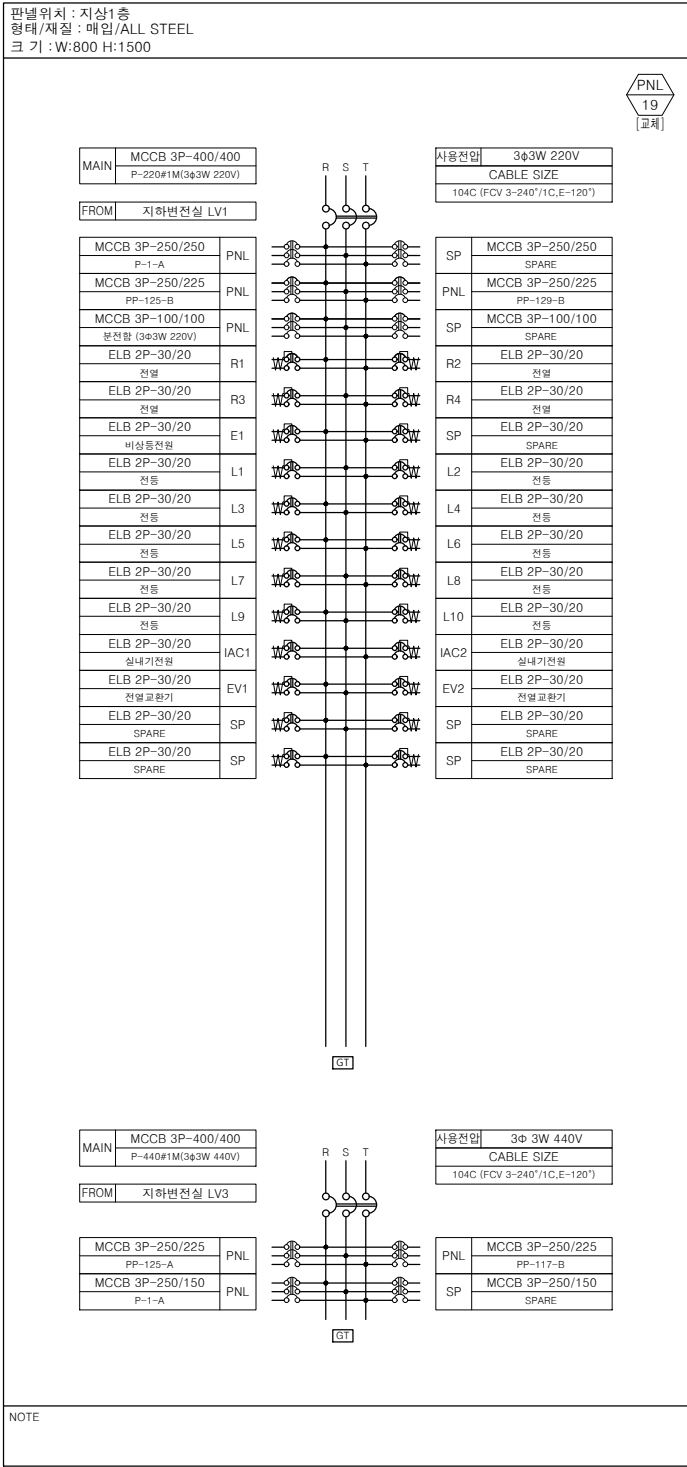 판넬위치 : 지상1층
형태/재질 : 매입/ALL STEEL
크 기 : W:800 H:1500
PNL
19
[교체]
MAIN
MCCB 3P-400/400
P-220#1M(3ϕ3W 220V)
FROM 지하변전실 LV1
R S T
사용전압 3ϕ3W 220V
CABLE SIZE
104C (FCV 3-240°/1C,E-120°)
MCCB 3P-250/250 PNL SP MCCB 3P-250/250
P-1-A SPARE
MCCB 3P-250/225 PNL PNL MCCB 3P-250/225
PP-125-B PP-129-B
MCCB 3P-100/100 PNL SP MCCB 3P-100/100
분전함 (3Φ3W 220V) SPARE
ELB 2P-30/20 R1 R2 ELB 2P-30/20
전열 전열
ELB 2P-30/20 R3 R4 ELB 2P-30/20
전열 전열
ELB 2P-30/20 E1 SP ELB 2P-30/20
비상등전원 SPARE
ELB 2P-30/20 L1 L2 ELB 2P-30/20
전등 전등
ELB 2P-30/20 L3 L4 ELB 2P-30/20
전등 전등
ELB 2P-30/20 L5 L6 ELB 2P-30/20
전등 전등
ELB 2P-30/20 L7 L8 ELB 2P-30/20
전등 전등
ELB 2P-30/20 L9 L10 ELB 2P-30/20
전등 전등
ELB 2P-30/20 IAC1 IAC2 ELB 2P-30/20
실내기전원 실내기전원
ELB 2P-30/20 EV1 EV2 ELB 2P-30/20
전열교환기 전열교환기
ELB 2P-30/20 SP SP ELB 2P-30/20
SPARE SPARE
ELB 2P-30/20 SP SP ELB 2P-30/20
SPARE SPARE
GT
MAIN
MCCB 3P-400/400
P-440#1M(3ϕ3W 440V)
FROM 지하변전실 LV3
R S T
사용전압 3Φ 3W 440V
CABLE SIZE
104C (FCV 3-240°/1C,E-120°)
MCCB 3P-250/225 PNL PNL MCCB 3P-250/225
PP-125-A PP-117-B
MCCB 3P-250/150 PNL SP MCCB 3P-250/150
P-1-A SPARE
GT
NOTE